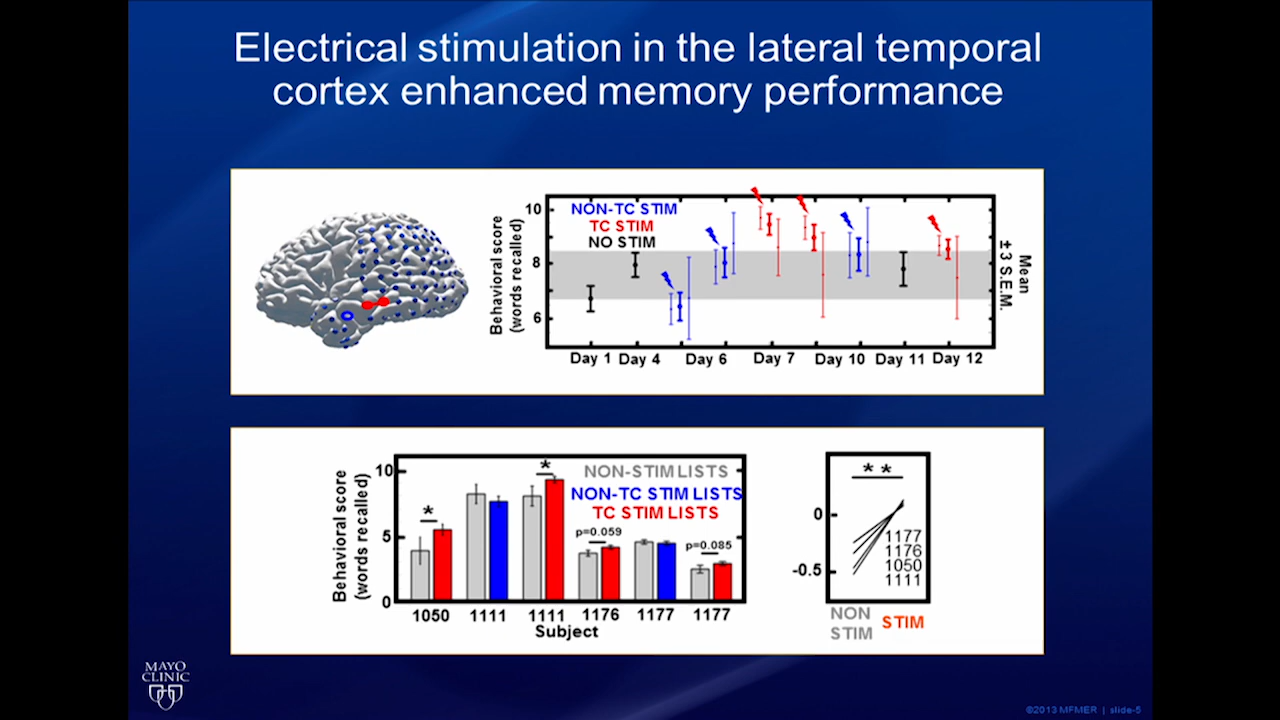 Electrical stimulation in the lateral temporal
cortex enhanced memory performance
Behavioral score
(words recalled)
10
8
6
NON-TC STIM
TC STIM
NO STIM
Mean
±3 S.E.M.
Day 1 Day 4 Day 6 Day 7 Day 10 Day 11 Day 12
Behavioral score
(words recalled)
10
5
0
NON-STIM LISTS
NON-TC STIM LISTS
TC STIM LISTS
*
*
p=0.059
p=0.085
1050 1111 1111 1176 1177 1177
Subject
**
0
-0.5
1177
1176
1050
1111
NON
STIM
STIM
MAYO
CLINIC
©2013 MFMER | slide-5